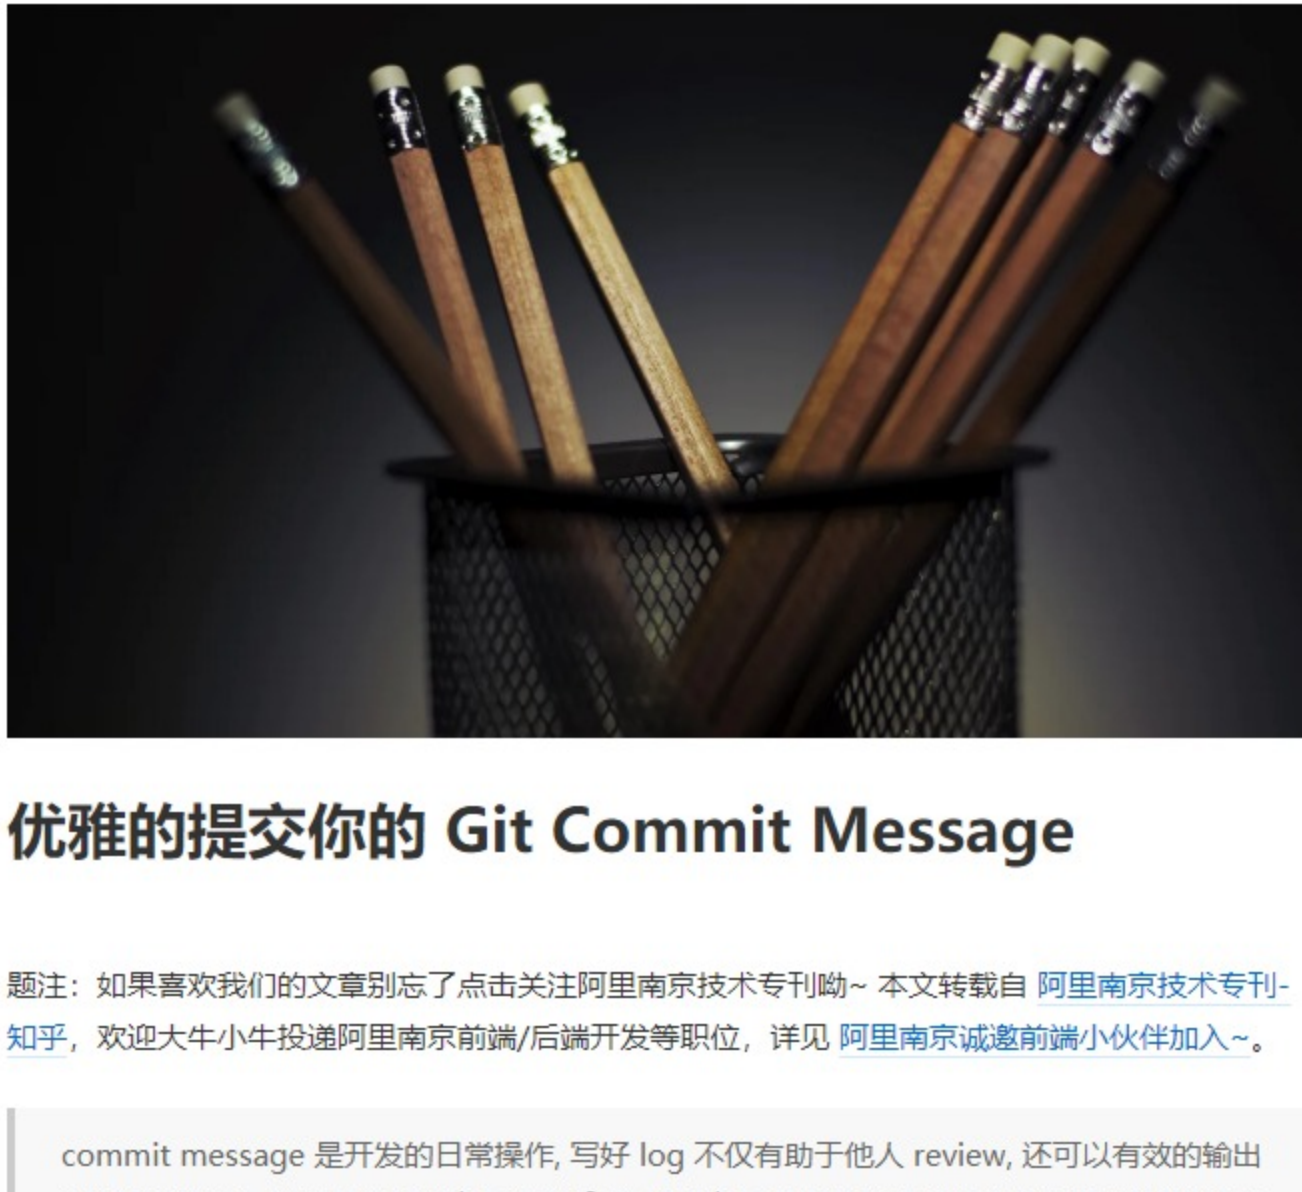 优雅的提交你的 Git Commit Message
题注：如果喜欢我们的文章别忘了点击关注阿里南京技术专刊呦~ 本文转载自 阿里南京技术专刊-
知乎，欢迎大牛小牛投递阿里南京前端/后端开发等职位，详见 阿里南京诚邀前端小伙伴加入~。
commit message 是开发的日常操作, 写好 log 不仅有助于他人 review, 还可以有效的输出